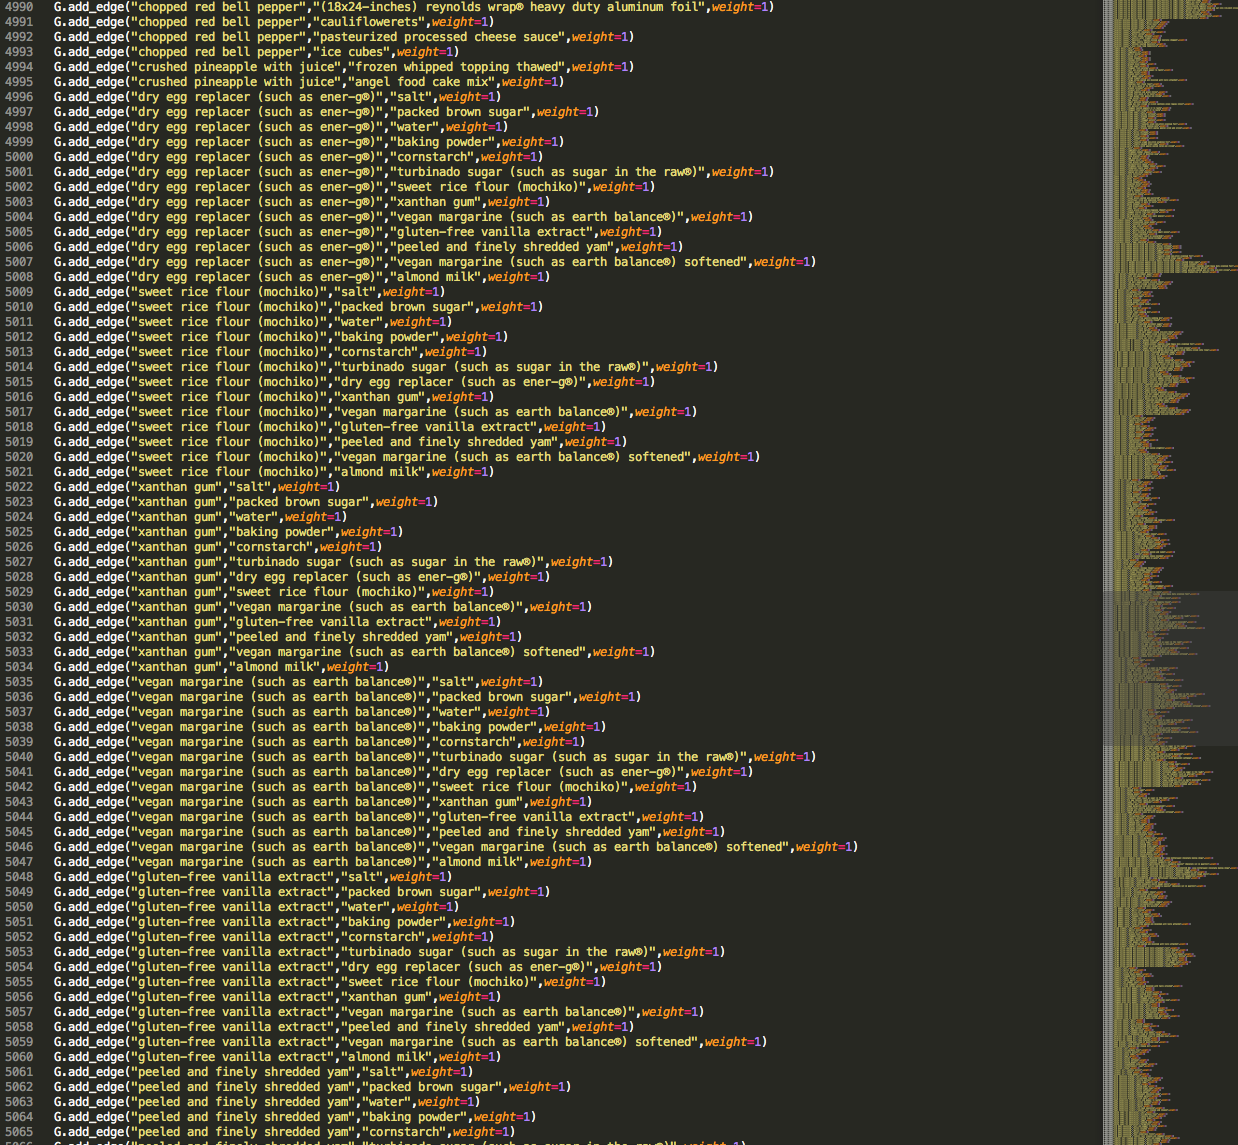 4990 G.add_edge("chopped red bell pepper","(18x24-inches) reynolds wrap® heavy duty aluminum foil",weight=1)
4991 G.add_edge("chopped red bell pepper","cauliflowerets",weight=1)
4992 G.add_edge("chopped red bell pepper","pasteurized processed cheese sauce",weight=1)
4993 G.add_edge("chopped red bell pepper","ice cubes",weight=1)
4994 G.add_edge("crushed pineapple with juice","frozen whipped topping thawed",weight=1)
4995 G.add_edge("crushed pineapple with juice","angel food cake mix",weight=1)
4996 G.add_edge("dry egg replacer (such as ener-g®)","salt",weight=1)
4997 G.add_edge("dry egg replacer (such as ener-g®)","packed brown sugar",weight=1)
4998 G.add_edge("dry egg replacer (such as ener-g®)","water",weight=1)
4999 G.add_edge("dry egg replacer (such as ener-g®)","baking powder",weight=1)
5000 G.add_edge("dry egg replacer (such as ener-g®)","cornstarch",weight=1)
5001 G.add_edge("dry egg replacer (such as ener-g®)","turbinado sugar (such as sugar in the raw®)",weight=1)
5002 G.add_edge("dry egg replacer (such as ener-g®)","sweet rice flour (mochiko)",weight=1)
5003 G.add_edge("dry egg replacer (such as ener-g®)","xanthan gum",weight=1)
5004 G.add_edge("dry egg replacer (such as ener-g®)","vegan margarine (such as earth balance®)",weight=1)
5005 G.add_edge("dry egg replacer (such as ener-g®)","gluten-free vanilla extract",weight=1)
5006 G.add_edge("dry egg replacer (such as ener-g®)","peeled and finely shredded yam",weight=1)
5007 G.add_edge("dry egg replacer (such as ener-g®)","vegan margarine (such as earth balance®) softened",weight=1)
5008 G.add_edge("dry egg replacer (such as ener-g®)","almond milk",weight=1)
5009 G.add_edge("sweet rice flour (mochiko)","salt",weight=1)
5010 G.add_edge("sweet rice flour (mochiko)","packed brown sugar",weight=1)
5011 G.add_edge("sweet rice flour (mochiko)","water",weight=1)
5012 G.add_edge("sweet rice flour (mochiko)","baking powder",weight=1)
5013 G.add_edge("sweet rice flour (mochiko)","cornstarch",weight=1)
5014 G.add_edge("sweet rice flour (mochiko)","turbinado sugar (such as sugar in the raw®)",weight=1)
5015 G.add_edge("sweet rice flour (mochiko)","dry egg replacer (such as ener-g®)",weight=1)
5016 G.add_edge("sweet rice flour (mochiko)","xanthan gum",weight=1)
5017 G.add_edge("sweet rice flour (mochiko)","vegan margarine (such as earth balance®)",weight=1)
5018 G.add_edge("sweet rice flour (mochiko)","gluten-free vanilla extract",weight=1)
5019 G.add_edge("sweet rice flour (mochiko)","peeled and finely shredded yam",weight=1)
5020 G.add_edge("sweet rice flour (mochiko)","vegan margarine (such as earth balance®) softened",weight=1)
5021 G.add_edge("sweet rice flour (mochiko)","almond milk",weight=1)
5022 G.add_edge("xanthan gum","salt",weight=1)
5023 G.add_edge("xanthan gum","packed brown sugar",weight=1)
5024 G.add_edge("xanthan gum","water",weight=1)
5025 G.add_edge("xanthan gum","baking powder",weight=1)
5026 G.add_edge("xanthan gum","cornstarch",weight=1)
5027 G.add_edge("xanthan gum","turbinado sugar (such as sugar in the raw®)",weight=1)
5028 G.add_edge("xanthan gum","dry egg replacer (such as ener-g®)",weight=1)
5029 G.add_edge("xanthan gum","sweet rice flour (mochiko)",weight=1)
5030 G.add_edge("xanthan gum","vegan margarine (such as earth balance®)",weight=1)
5031 G.add_edge("xanthan gum","gluten-free vanilla extract",weight=1)
5032 G.add_edge("xanthan gum","peeled and finely shredded yam",weight=1)
5033 G.add_edge("xanthan gum","vegan margarine (such as earth balance®) softened",weight=1)
5034 G.add_edge("xanthan gum","almond milk",weight=1)
5035 G.add_edge("vegan margarine (such as earth balance®)","salt",weight=1)
5036 G.add_edge("vegan margarine (such as earth balance®)","packed brown sugar",weight=1)
5037 G.add_edge("vegan margarine (such as earth balance®)","water",weight=1)
5038 G.add_edge("vegan margarine (such as earth balance®)","baking powder",weight=1)
5039 G.add_edge("vegan margarine (such as earth balance®)","cornstarch",weight=1)
5040 G.add_edge("vegan margarine (such as earth balance®)","turbinado sugar (such as sugar in the raw®)",weight=1)
5041 G.add_edge("vegan margarine (such as earth balance®)","dry egg replacer (such as ener-g®)",weight=1)
5042 G.add_edge("vegan margarine (such as earth balance®)","sweet rice flour (mochiko)",weight=1)
5043 G.add_edge("vegan margarine (such as earth balance®)","xanthan gum",weight=1)
5044 G.add_edge("vegan margarine (such as earth balance®)","gluten-free vanilla extract",weight=1)
5045 G.add_edge("vegan margarine (such as earth balance®)","peeled and finely shredded yam",weight=1)
5046 G.add_edge("vegan margarine (such as earth balance®)","vegan margarine (such as earth balance®) softened",weight=1)
5047 G.add_edge("vegan margarine (such as earth balance®)","almond milk",weight=1)
5048 G.add_edge("gluten-free vanilla extract","salt",weight=1)
5049 G.add_edge("gluten-free vanilla extract","packed brown sugar",weight=1)
5050 G.add_edge("gluten-free vanilla extract","water",weight=1)
5051 G.add_edge("gluten-free vanilla extract","baking powder",weight=1)
5052 G.add_edge("gluten-free vanilla extract","cornstarch",weight=1)
5053 G.add_edge("gluten-free vanilla extract","turbinado sugar (such as sugar in the raw®)",weight=1)
5054 G.add_edge("gluten-free vanilla extract","dry egg replacer (such as ener-g®)",weight=1)
5055 G.add_edge("gluten-free vanilla extract","sweet rice flour (mochiko)",weight=1)
5056 G.add_edge("gluten-free vanilla extract","xanthan gum",weight=1)
5057 G.add_edge("gluten-free vanilla extract","vegan margarine (such as earth balance®)",weight=1)
5058 G.add_edge("gluten-free vanilla extract","peeled and finely shredded yam",weight=1)
5059 G.add_edge("gluten-free vanilla extract","vegan margarine (such as earth balance®) softened",weight=1)
5060 G.add_edge("gluten-free vanilla extract","almond milk",weight=1)
5061 G.add_edge("peeled and finely shredded yam","salt",weight=1)
5062 G.add_edge("peeled and finely shredded yam","packed brown sugar",weight=1)
5063 G.add_edge("peeled and finely shredded yam","water",weight=1)
5064 G.add_edge("peeled and finely shredded yam","baking powder",weight=1)
5065 G.add_edge("peeled and finely shredded yam","cornstarch",weight=1)